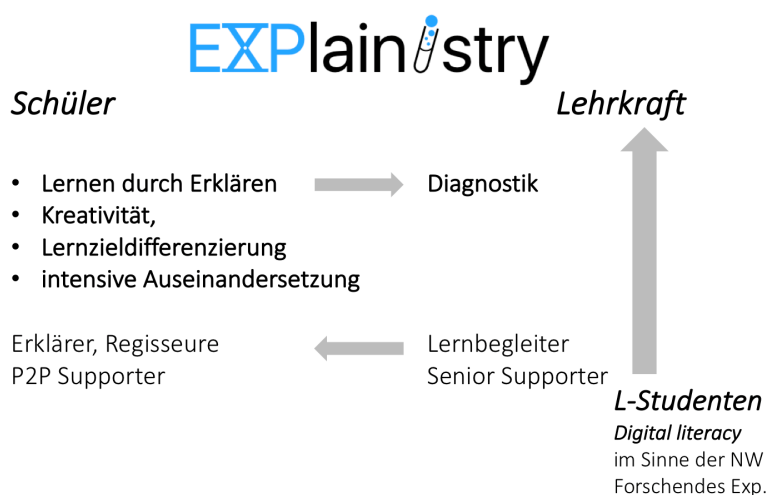 EXPlainistry
Schüler
Lehrkraft
• Lernen durch Erklären
Diagnostik
• Kreativität,
• Lernzieldifferenzierung
• intensive Auseinandersetzung
Erklärer, Regisseure
P2P Supporter
Lernbegleiter
Senior Supporter
L-Studenten
Digital literacy
im Sinne der NW
Forschendes Exp.